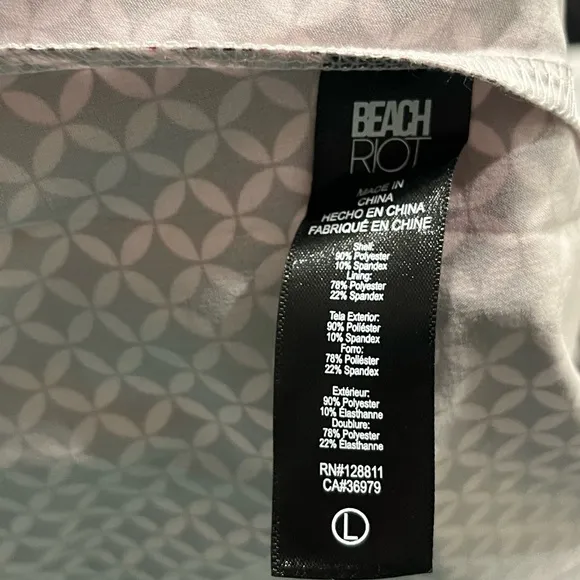 BEACH
RIOT
MADE IN
CHINA
HECHO EN CHINA
FABRIQUÉ EN CHINE
Shell:
90% Polyester
10% Spandex
Lining:
78% Polyester
22% Spandex
Tela Exterior:
90% Poliéster
10% Spandex
Forro:
78% Poliéster
22% Spandex
Extérieur:
90% Polyester
10% Élasthanne
Doublure:
78% Polyester
22% Élasthanne
RN#128811
CA#36979
L